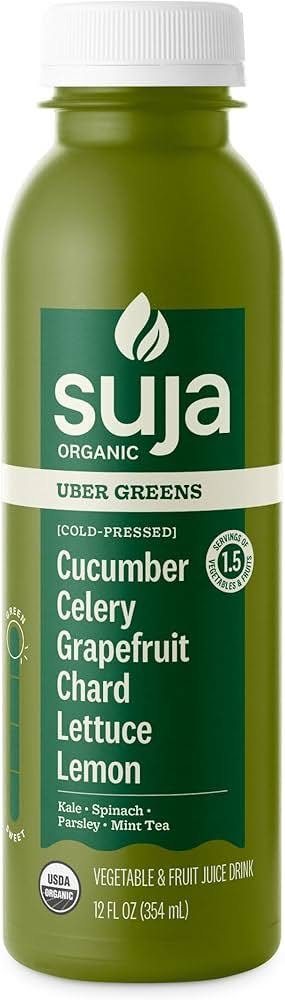 suja
ORGANIC
UBER GREENS
[COLD-PRESSED]
SERVINGS OF
1.5
VEGETABLES & FRUITS
Cucumber
Celery
Grapefruit
Chard
Lettuce
Lemon
GREEN
SWEET
Kale • Spinach •
Parsley • Mint Tea
USDA
ORGANIC
VEGETABLE & FRUIT JUICE DRINK
12 FL OZ (354 mL)